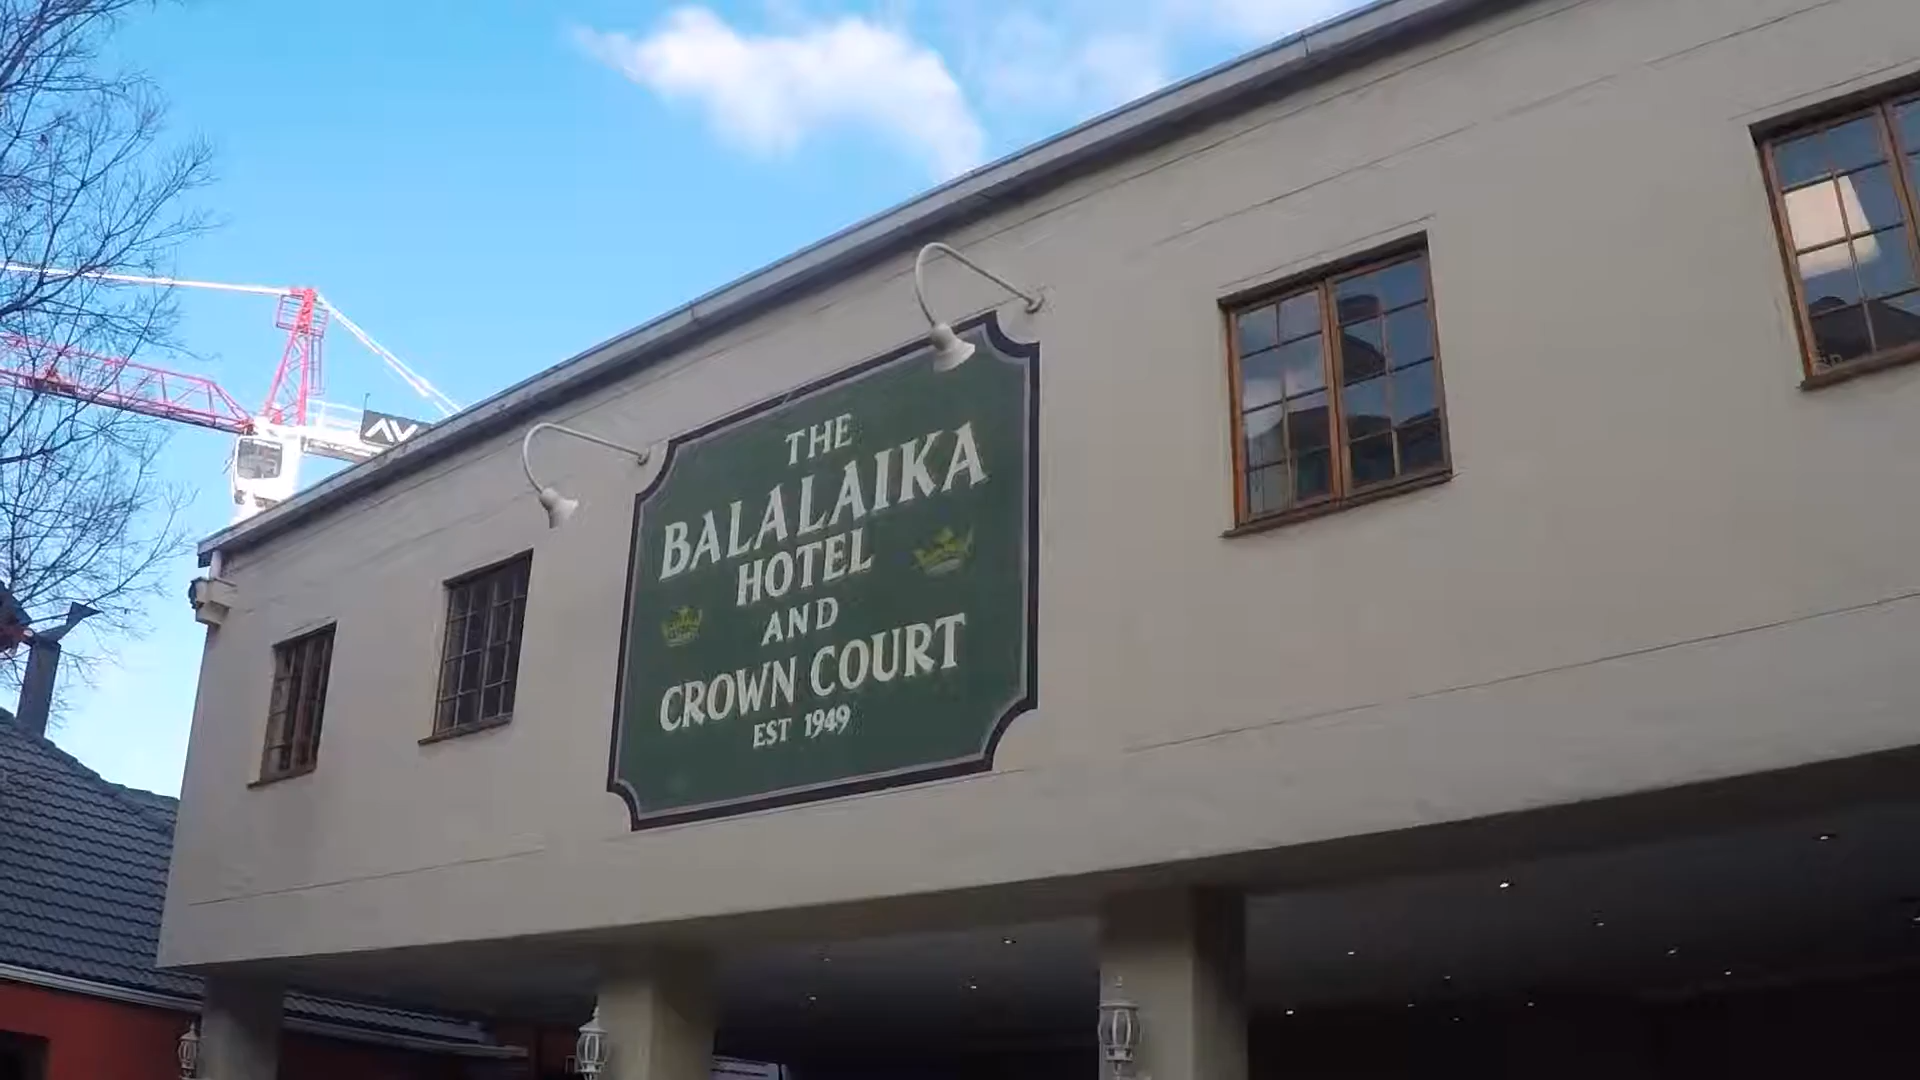 THE
BALALAIKA
HOTEL
AND
CROWN COURT
EST 1949